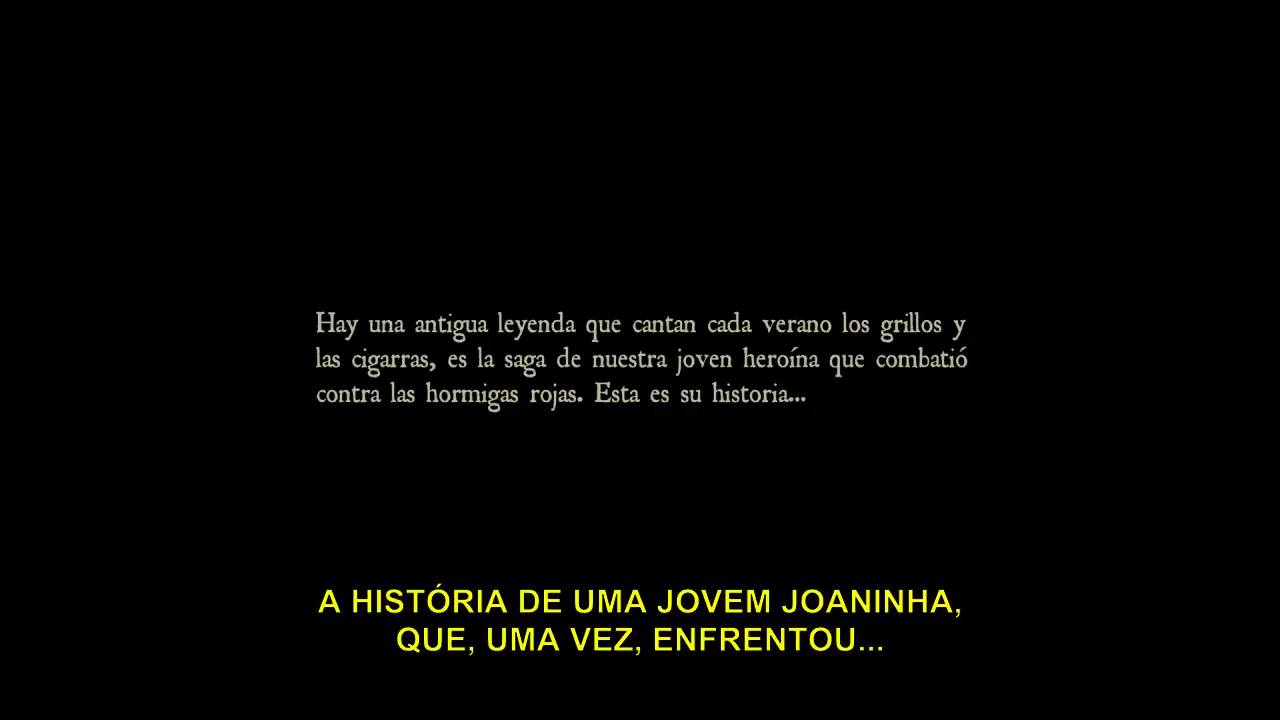 Hay una antigua leyenda que cantan cada verano los grillos y
las cigarras, es la saga de nuestra joven heroína que combatió
contra las hormigas rojas. Esta es su historia...
A HISTÓRIA DE UMA JOVEM JOANINHA,
QUE, UMA VEZ, ENFRENTOU...